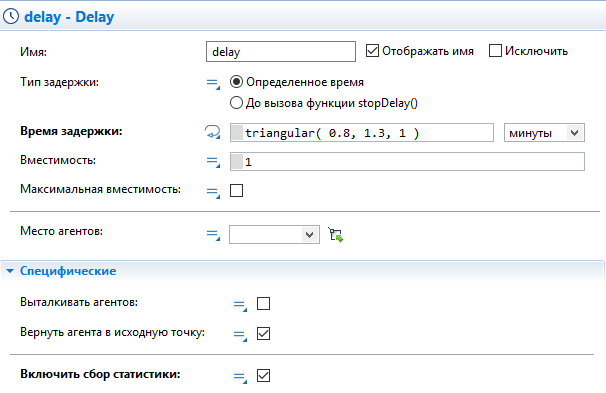 delay - Delay
Имя: delay Отображать имя Исключить
Тип задержки: Определенное время
До вызова функции stopDelay()
Время задержки: triangular( 0.8, 1.3, 1 ) минуты
Вместимость: 1
Максимальная вместимость:
Место агентов:
Специфические
Выталкивать агентов:
Вернуть агента в исходную точку:
Включить сбор статистики: